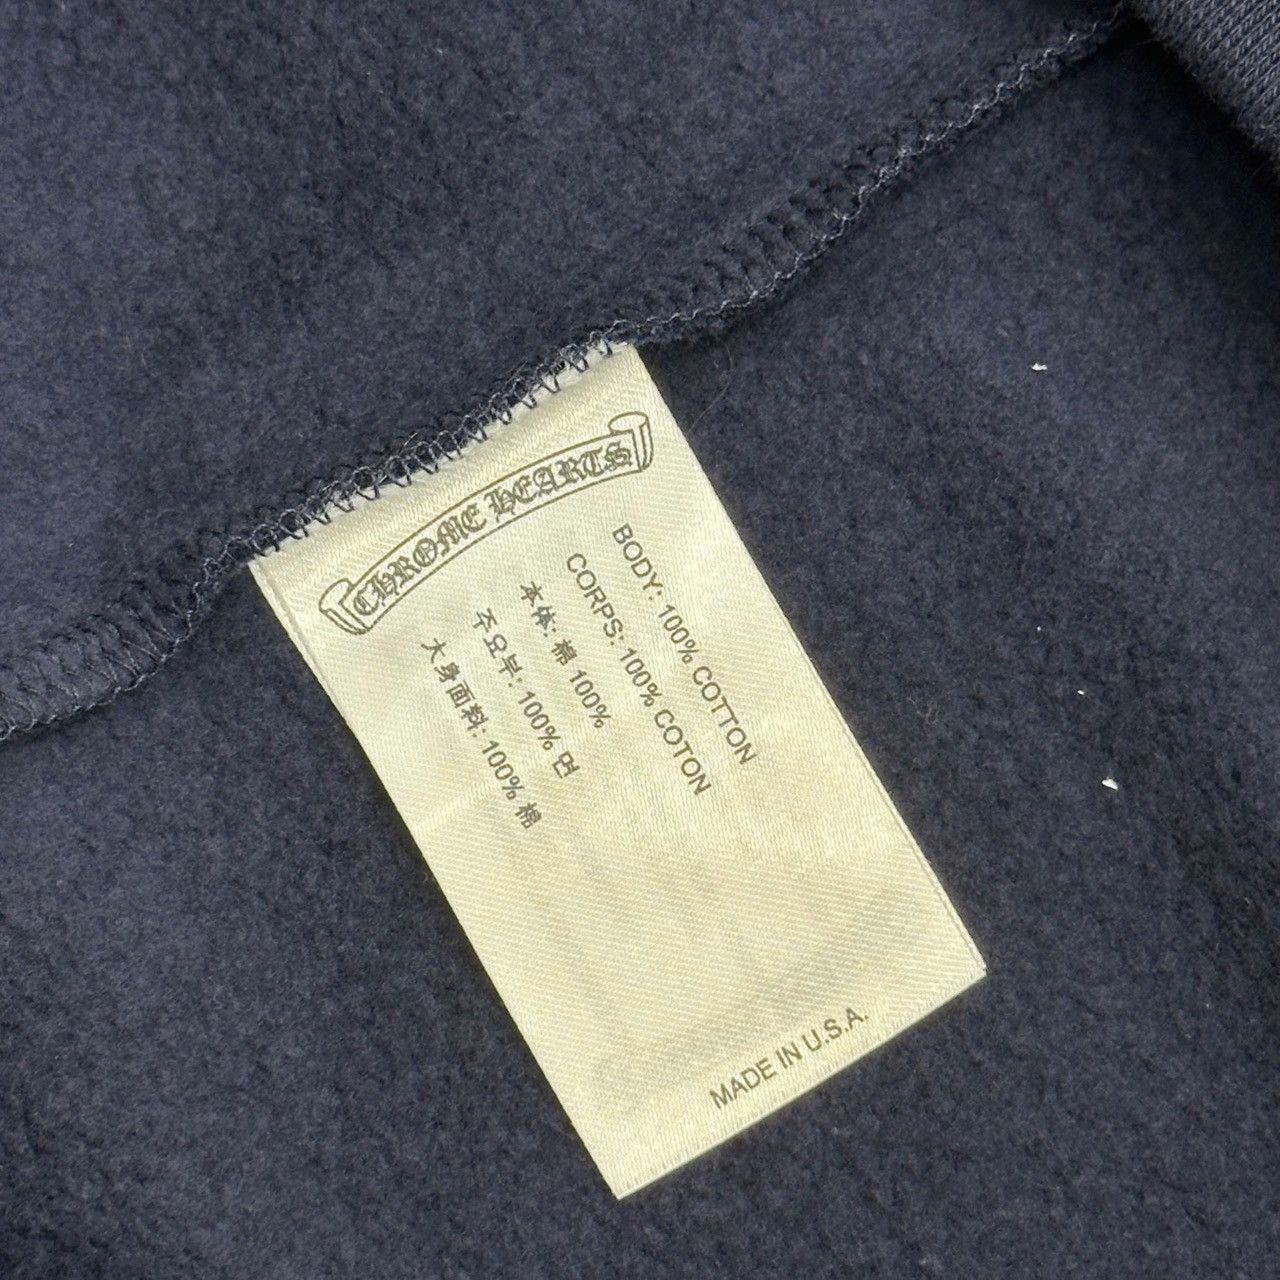 CHROME HEARTS
BODY: 100% COTTON
CORPS: 100% COTON
本体: 棉 100%
주요부: 100% 면
大身面料: 100% 棉
MADE IN U.S.A.